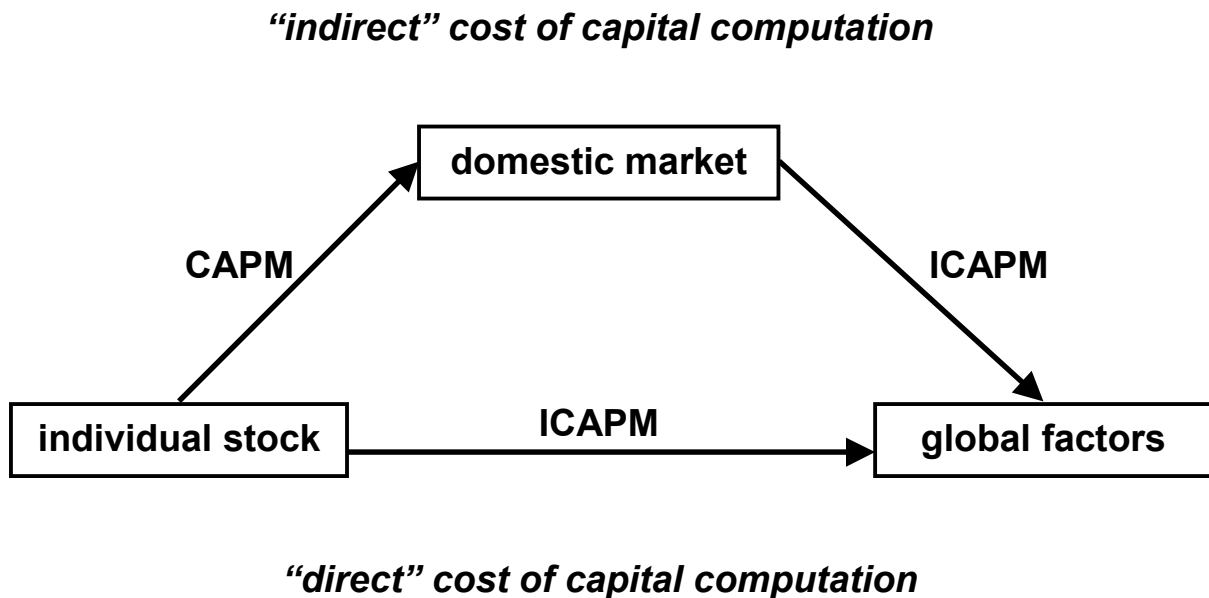 “indirect” cost of capital computation
domestic market
CAPM
ICAPM
individual stock
ICAPM
global factors
“direct” cost of capital computation